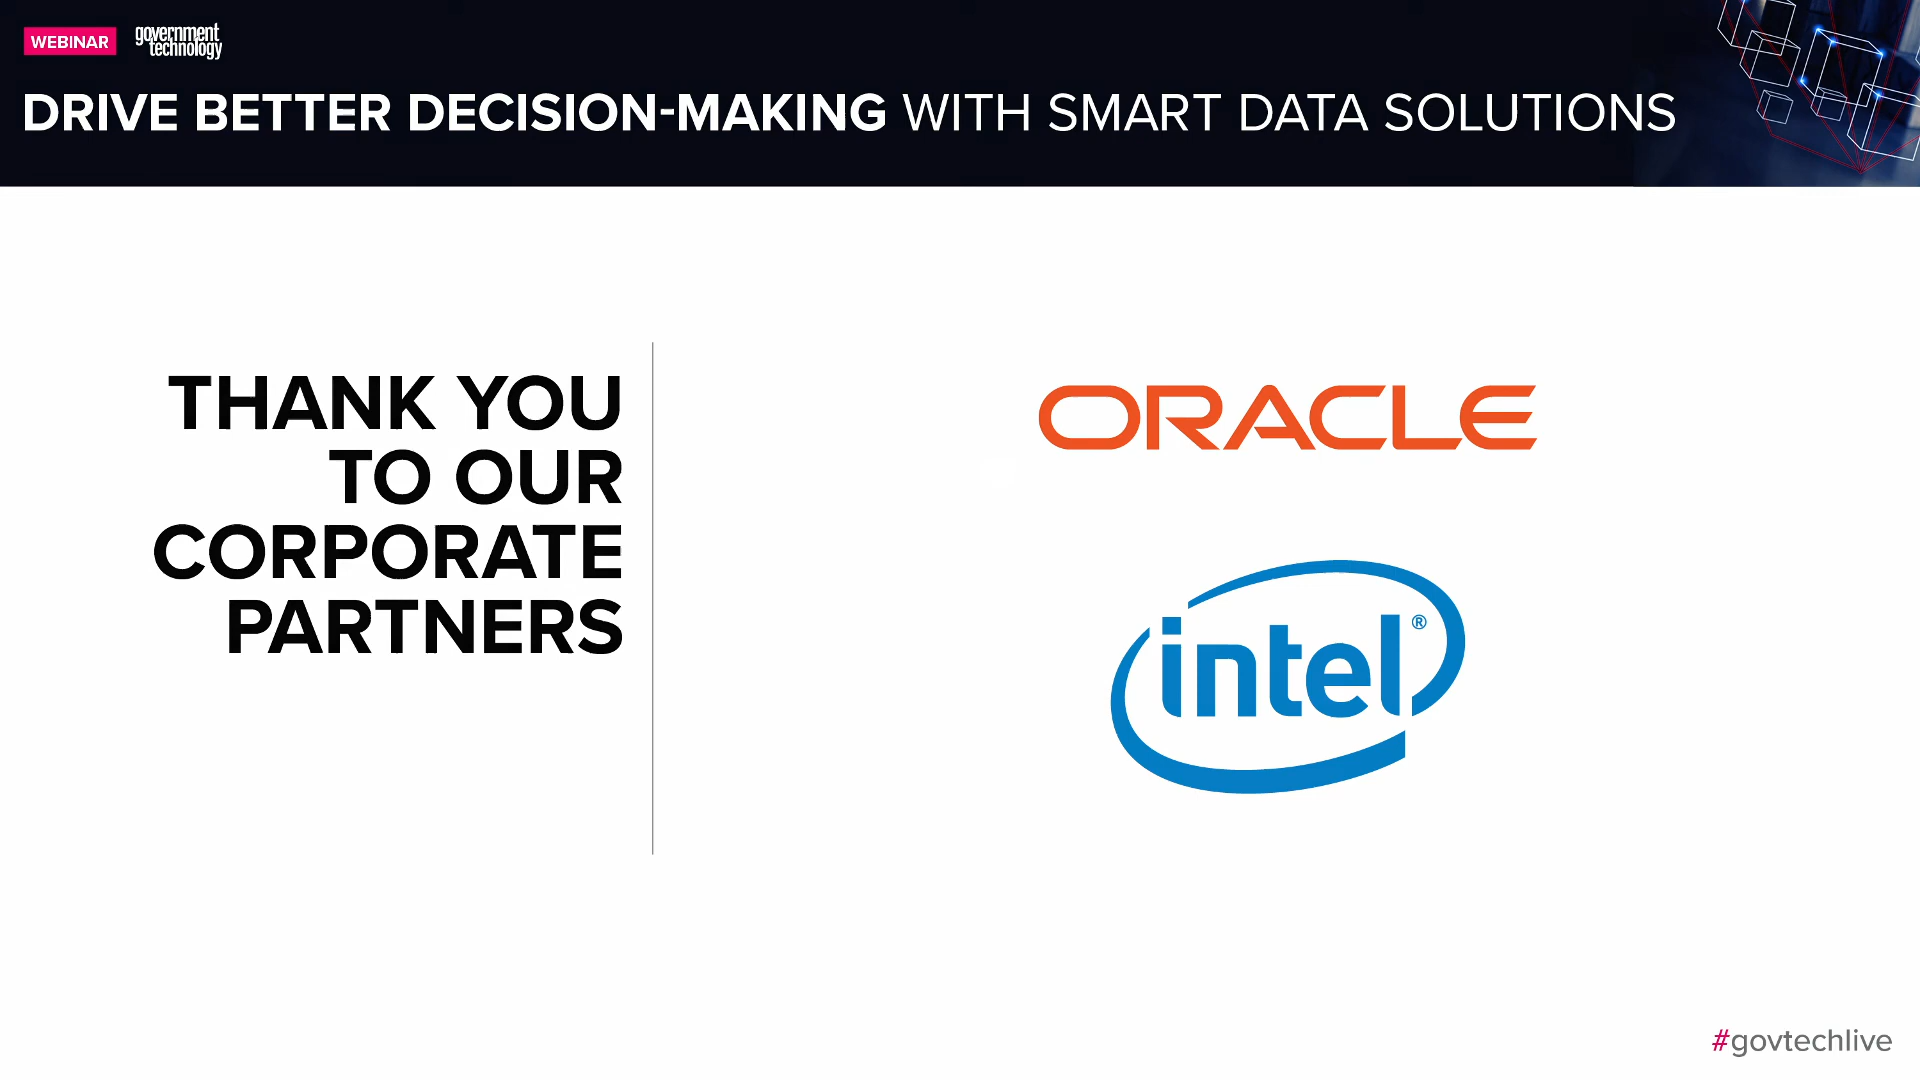 WEBINAR
government
technology
DRIVE BETTER DECISION-MAKING WITH SMART DATA SOLUTIONS
THANK YOU
TO OUR
CORPORATE
PARTNERS
ORACLE
intel®
#govtechlive